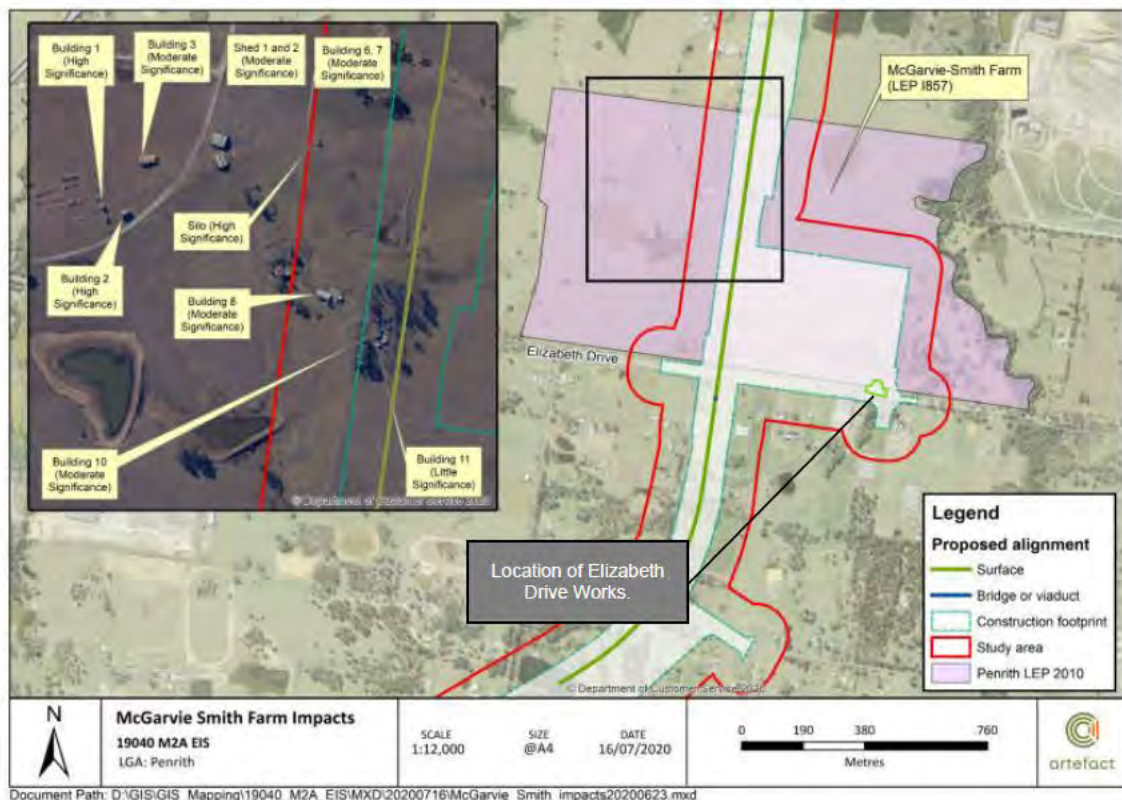 Building 1
(High
Significance)
Building 3
(Moderate
Significance)
Shed 1 and 2
(Moderate
Significance)
Building 6, 7
(Moderate
Significance)
Silo (High
Significance)
Building 2
(High
Significance)
Building 8
(Moderate
Significance)
Building 10
(Moderate
Significance)
Building 11
(Little
Significance)
© Department of Customer Service 2020
McGarvie-Smith Farm
(LEP I857)
Elizabeth Drive
Location of Elizabeth
Drive Works.
© Department of Customer Service 2020
Legend
Proposed alignment
Surface
Bridge or viaduct
Construction footprint
Study area
Penrith LEP 2010
N
McGarvie Smith Farm Impacts
19040 M2A EIS
LGA: Penrith
SCALE
1:12,000
SIZE
@A4
DATE
16/07/2020
0 190 380 760
Metres
artefact
Document Path: D:\GIS\GIS_Mapping\19040_M2A_EIS\MXD\20200716\McGarvie_Smith_impacts20200623.mxd